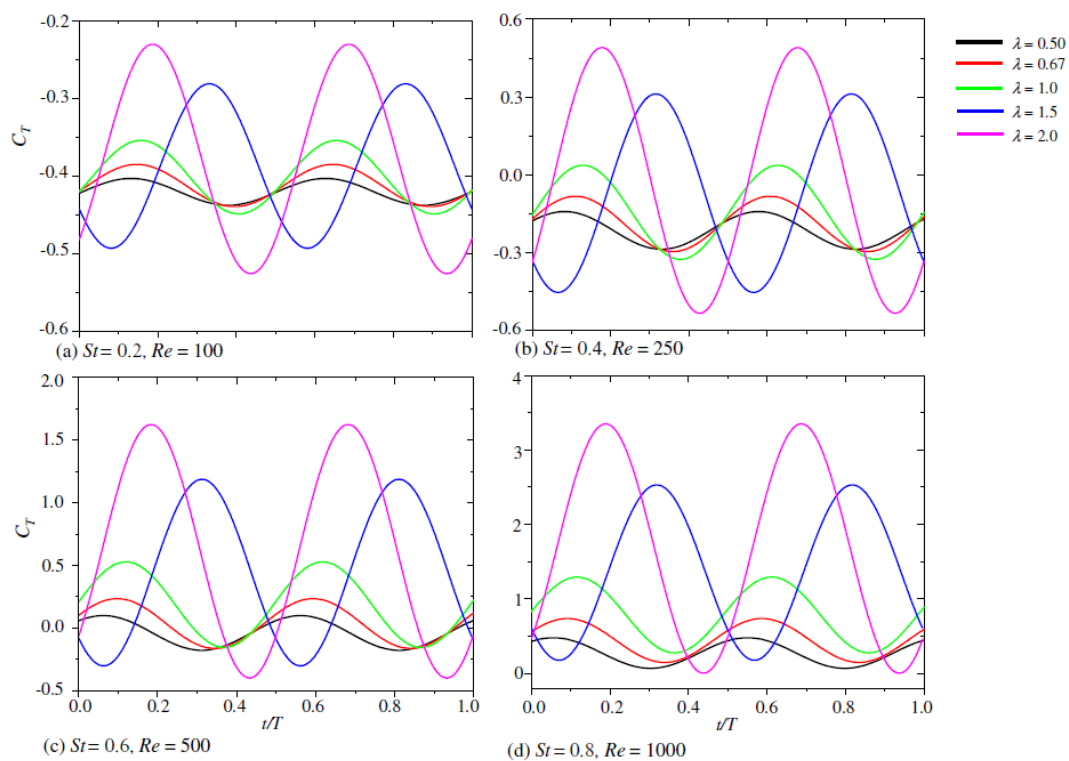 -0.2
-0.3
-0.4
-0.5
-0.6
C_T
(a) St = 0.2, Re = 100
0.6
0.3
0.0
-0.3
-0.6
(b) St = 0.4, Re = 250
λ = 0.50
λ = 0.67
λ = 1.0
λ = 1.5
λ = 2.0
2.0
1.5
1.0
0.5
0.0
-0.5
C_T
0.0 0.2 0.4 0.6 0.8 1.0
t/T
(c) St = 0.6, Re = 500
4
3
2
1
0
0.0 0.2 0.4 0.6 0.8 1.0
t/T
(d) St = 0.8, Re = 1000